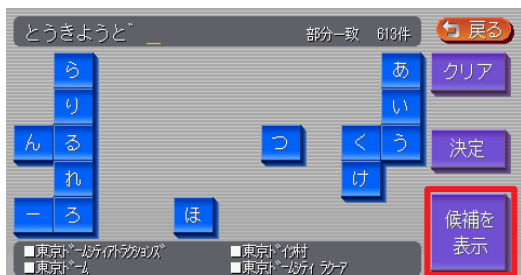 とうきようど゛_ 部分一致 613件 戻る
ら あ クリア
り い
ん る つ く う 決定
れ け
ー ろ ほ 候補を
表示
■東京ド゛ームシティアトラクションズ ■東京ド゛イツ村
■東京ド゛ーム ■東京ド゛ームシティ ラクーア